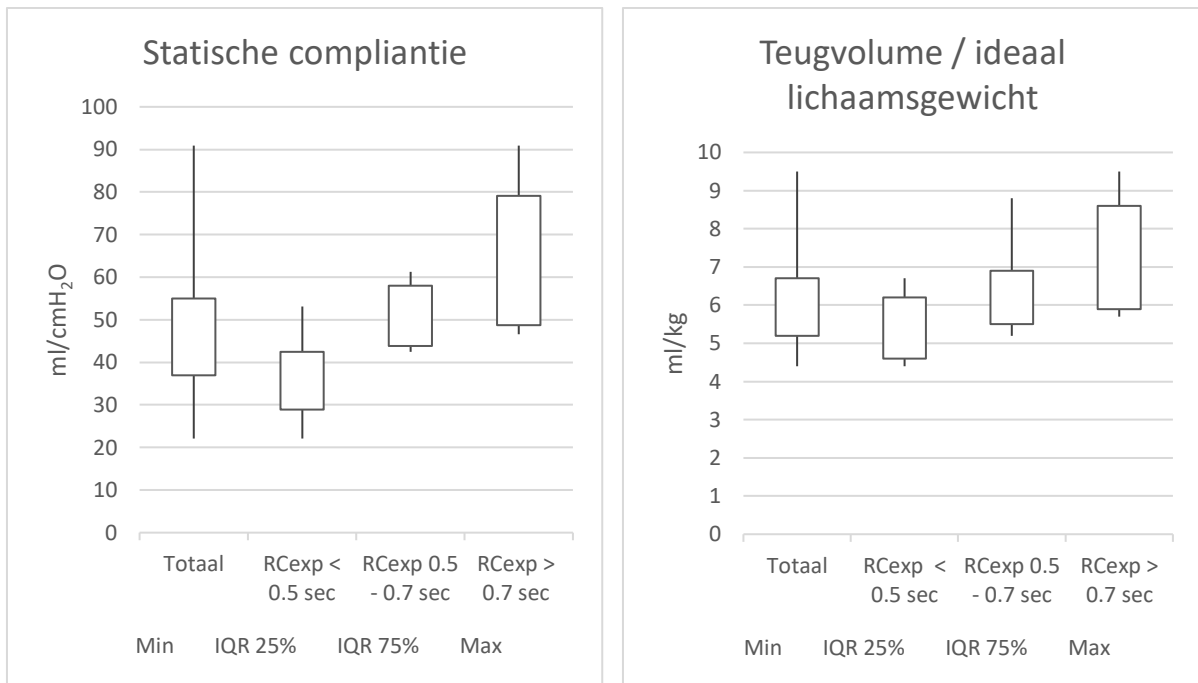 Statische compliantie
100
90
80
70
60
50
40
30
20
10
0
ml/cmH₂O
Totaal
RCexp <
0.5 sec
RCexp 0.5
- 0.7 sec
RCexp >
0.7 sec
Min IQR 25% IQR 75% Max
Teugvolume / ideaal
lichaamsgewicht
10
9
8
7
6
5
4
3
2
1
0
ml/kg
Totaal
RCexp <
0.5 sec
RCexp 0.5
- 0.7 sec
RCexp >
0.7 sec
Min IQR 25% IQR 75% Max